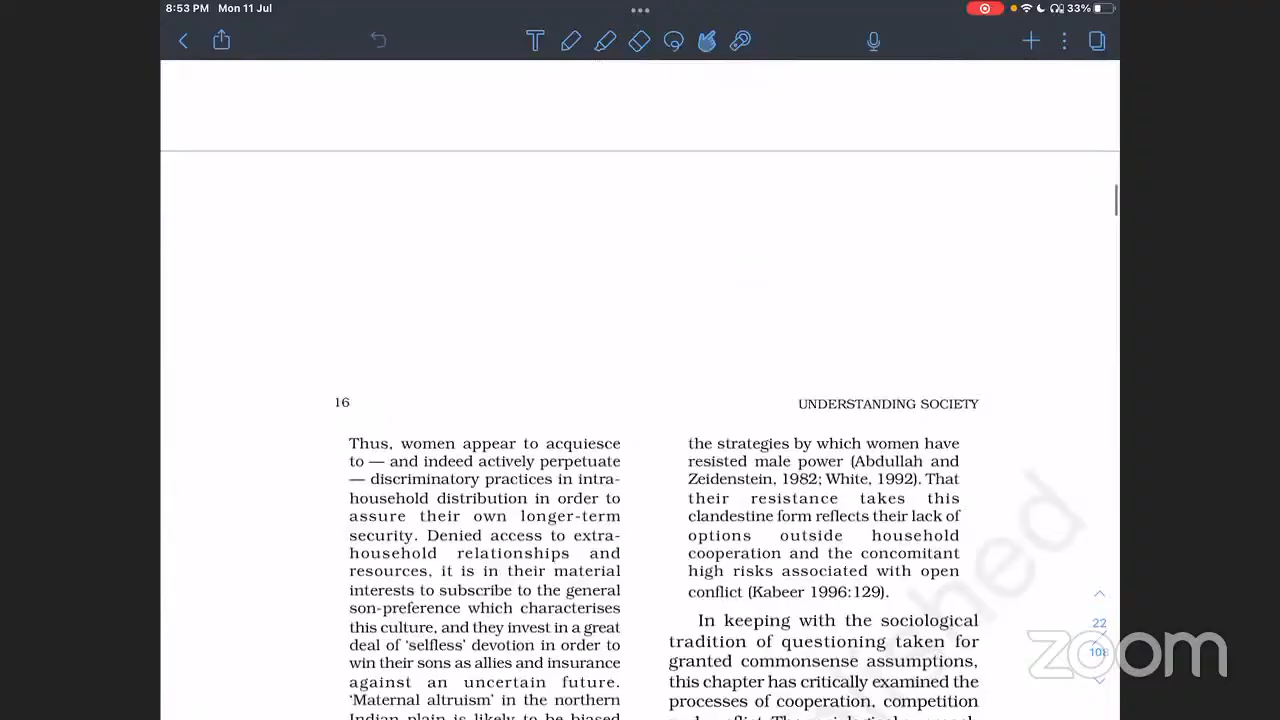 8:53 PM Mon 11 Jul
33%
16
UNDERSTANDING SOCIETY
Thus, women appear to acquiesce
to — and indeed actively perpetuate
— discriminatory practices in intra-
household distribution in order to
assure their own longer-term
security. Denied access to extra-
household relationships and
resources, it is in their material
interests to subscribe to the general
son-preference which characterises
this culture, and they invest in a great
deal of ‘selfless’ devotion in order to
win their sons as allies and insurance
against an uncertain future.
‘Maternal altruism’ in the northern
Indian plain is likely to be biased
the strategies by which women have
resisted male power (Abdullah and
Zeidenstein, 1982; White, 1992). That
their resistance takes this
clandestine form reflects their lack of
options outside household
cooperation and the concomitant
high risks associated with open
conflict (Kabeer 1996:129).
In keeping with the sociological
tradition of questioning taken for
granted commonsense assumptions,
this chapter has critically examined the
processes of cooperation, competition
22
108
zoom